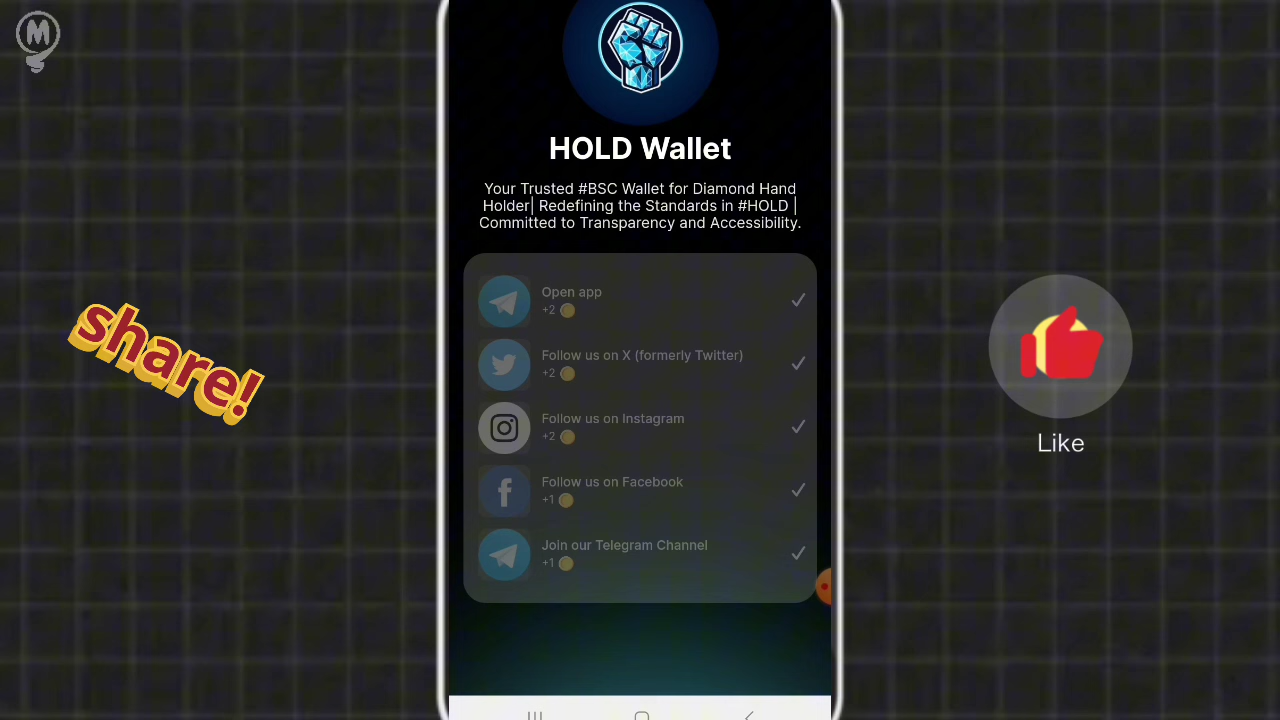 M
HOLD Wallet
Your Trusted #BSC Wallet for Diamond Hand
Holder| Redefining the Standards in #HOLD |
Committed to Transparency and Accessibility.
Open app
+2
Follow us on X (formerly Twitter)
+2
Follow us on Instagram
+2
Follow us on Facebook
+1
Join our Telegram Channel
+1
share!
Like